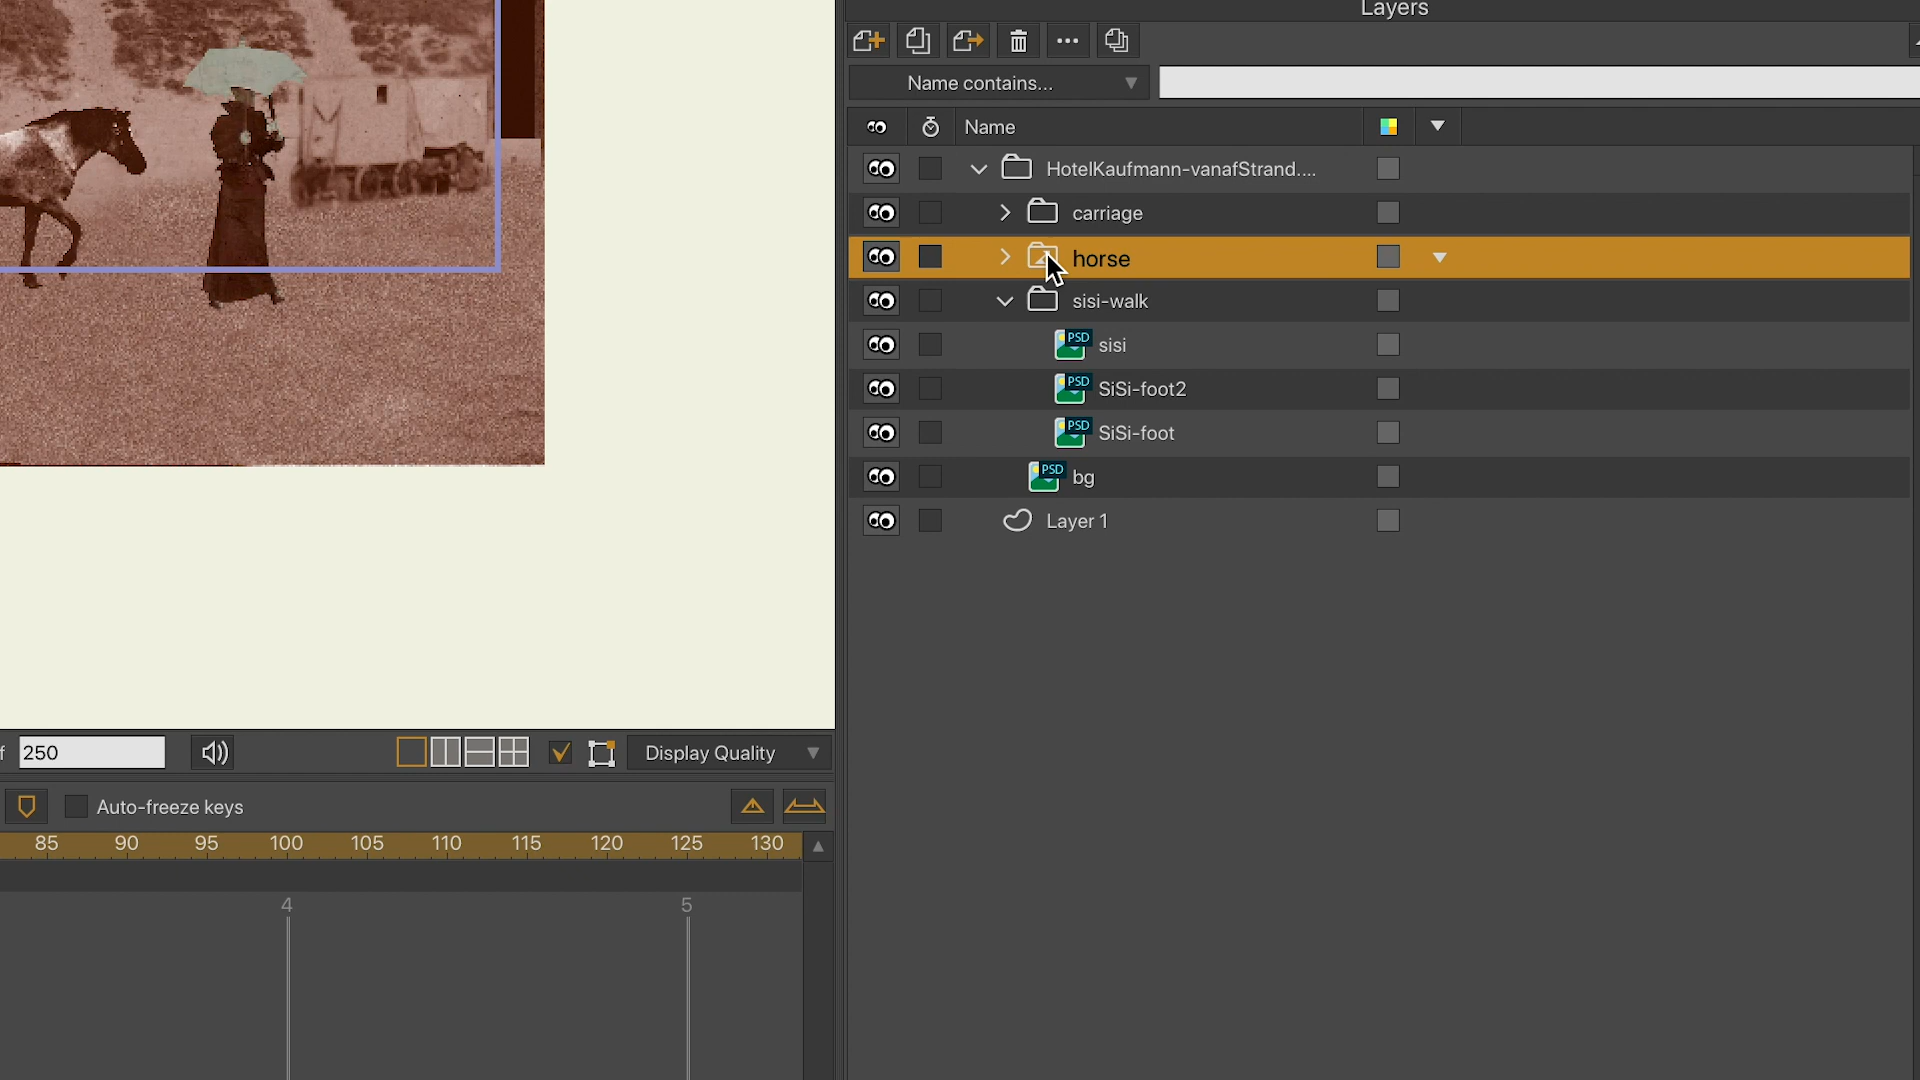 Layers
Name contains...
Name
HotelKaufmann-vanafStrand....
carriage
horse
sisi-walk
PSD sisi
PSD SiSi-foot2
PSD SiSi-foot
PSD bg
Layer 1
f 250
Display Quality
Auto-freeze keys
85 90 95 100 105 110 115 120 125 130
4 5